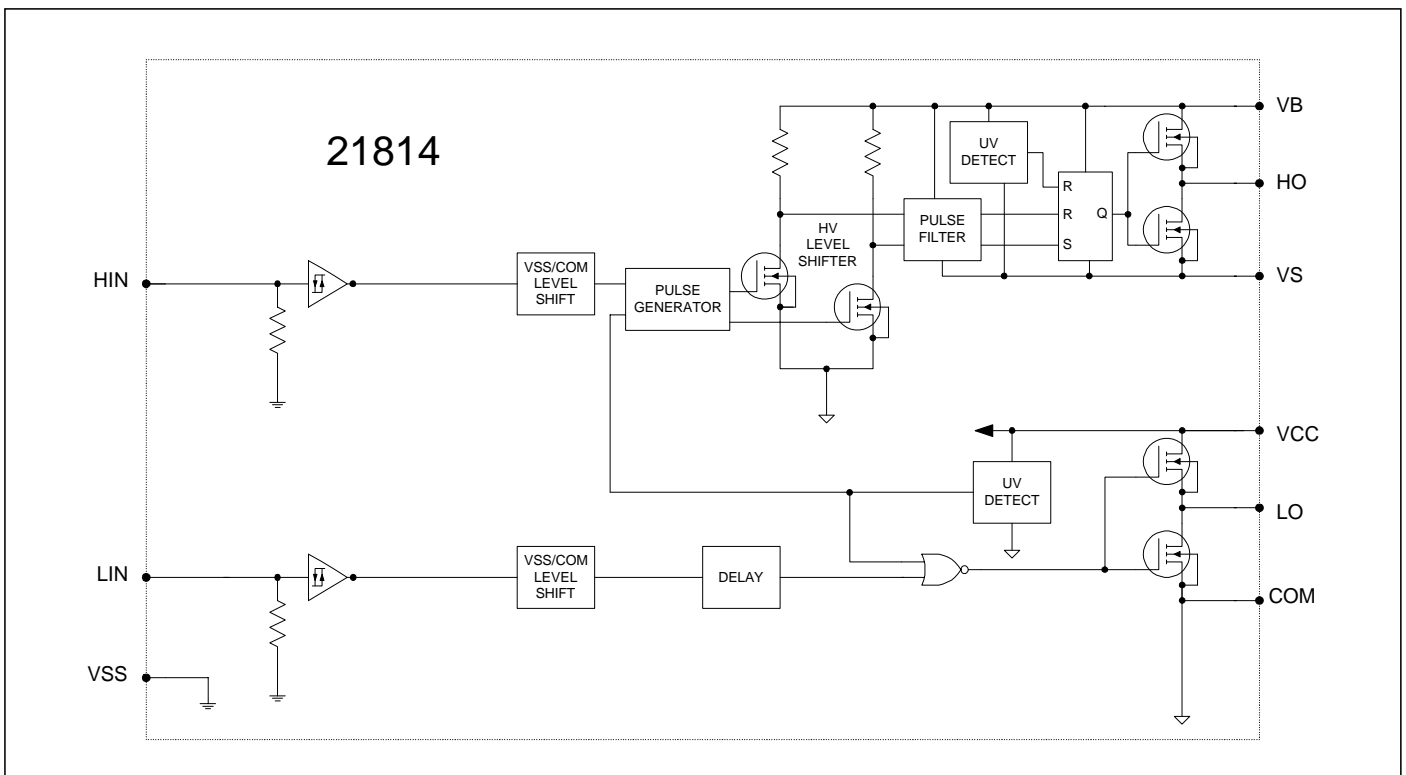 21814
VB
UV
DETECT
R
HO
R
Q
PULSE
FILTER
S
HV
LEVEL
SHIFTER
HIN
VSS/COM
LEVEL
SHIFT
PULSE
GENERATOR
VS
VCC
UV
DETECT
LO
LIN
VSS/COM
LEVEL
SHIFT
DELAY
COM
VSS